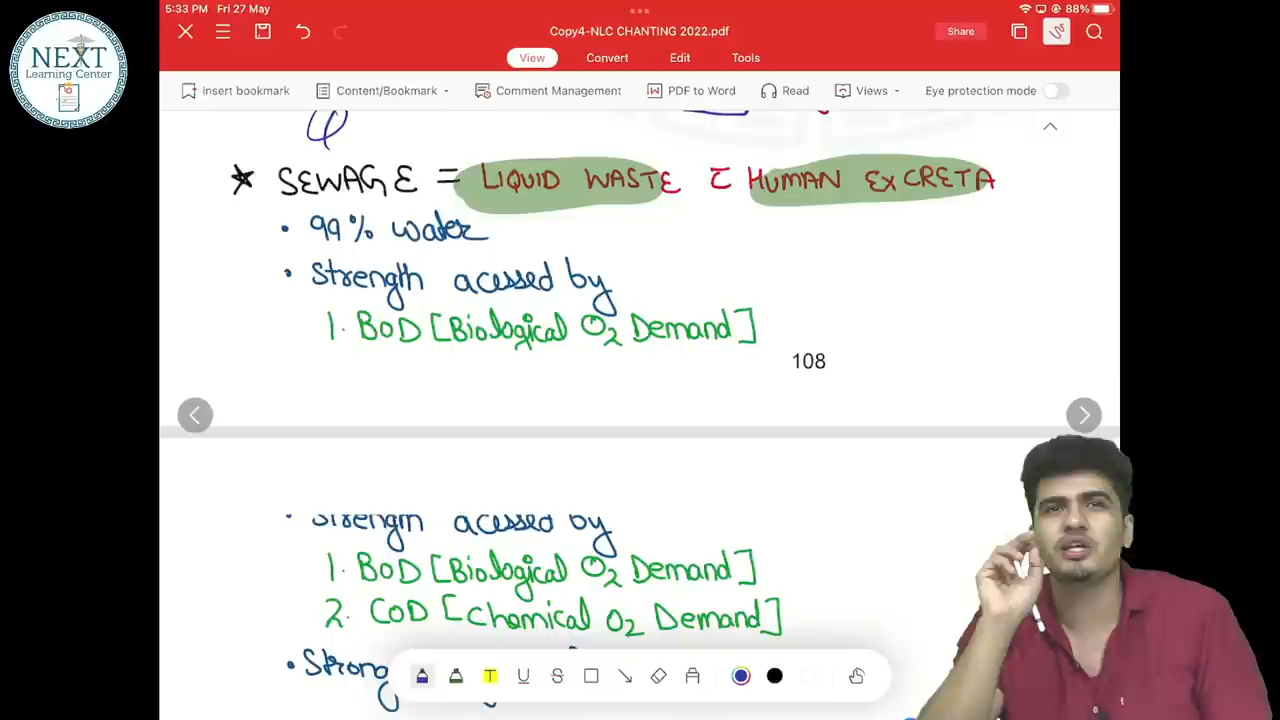 5:33 PM Fri 27 May
88%
NEXT
Learning Center
Copy4-NLC CHANTING 2022.pdf
Share
View Convert Edit Tools
Insert bookmark Content/Bookmark Comment Management PDF to Word Read Views Eye protection mode
SEWAGE = LIQUID WASTE c̄ HUMAN EXCRETA
• 99% water
• Strength acessed by
1. BOD [Biological O2 Demand]
108
• Strength acessed by
1. BOD [Biological O2 Demand]
2. COD [Chemical O2 Demand]
• Strong
T U S A